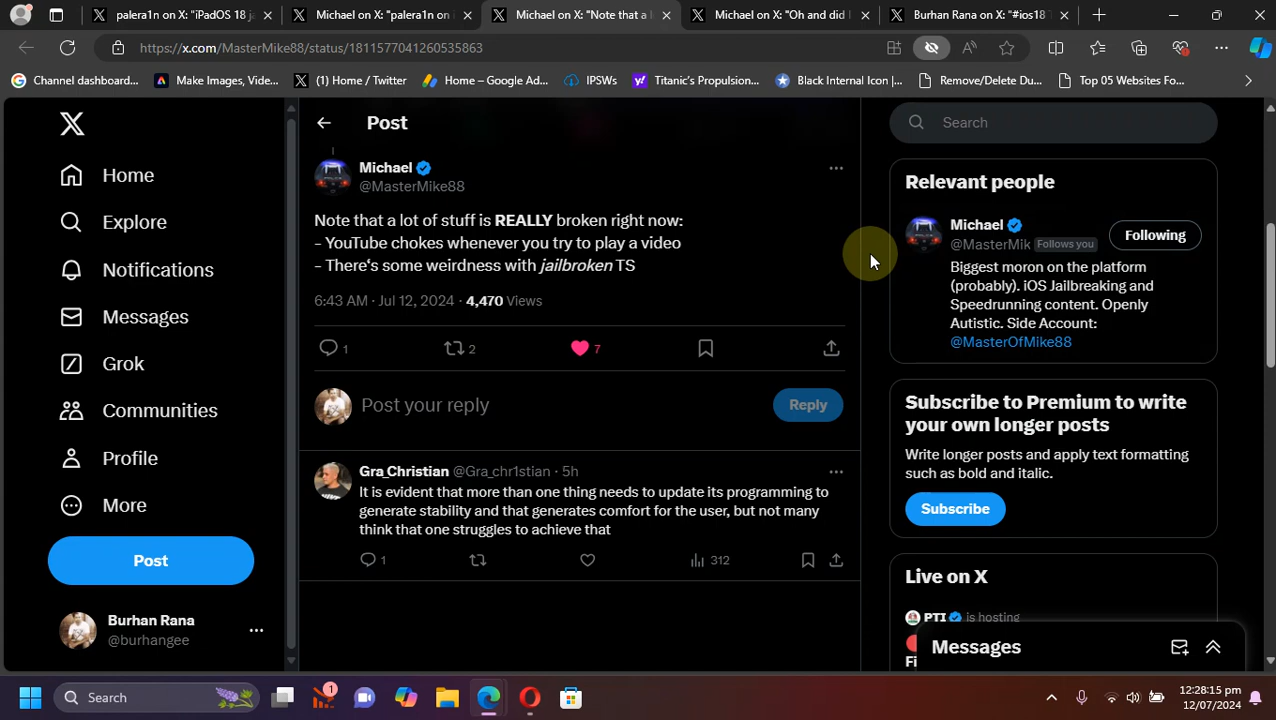 palera1n on X: "iPadOS 18 ja
Michael on X: "palera1n on
Michael on X: "Note that a l
Michael on X: "Oh and did I
Burhan Rana on X: "#ios18
https://x.com/MasterMike88/status/1811577041260535863
Channel dashboard...
Make Images, Vide...
(1) Home / Twitter
Home – Google Ad...
IPSWs
Titanic's Propulsion...
Black Internal Icon |...
Remove/Delete Du...
Top 05 Websites Fo...
Home
Explore
Notifications
Messages
Grok
Communities
Profile
More
Post
Burhan Rana
@burhangee
Post
Michael
@MasterMike88
Note that a lot of stuff is REALLY broken right now:
- YouTube chokes whenever you try to play a video
- There's some weirdness with jailbroken TS
6:43 AM · Jul 12, 2024 · 4,470 Views
1
2
7
Post your reply
Reply
Gra_Christian @Gra_chr1stian · 5h
It is evident that more than one thing needs to update its programming to
generate stability and that generates comfort for the user, but not many
think that one struggles to achieve that
1
312
Search
Relevant people
Michael
@MasterMik Follows you
Following
Biggest moron on the platform
(probably). iOS Jailbreaking and
Speedrunning content. Openly
Autistic. Side Account:
@MasterOfMike88
Subscribe to Premium to write
your own longer posts
Write longer posts and apply text formatting
such as bold and italic.
Subscribe
Live on X
PTI is hosting
Fi
Messages
Search
1
12:28:15 pm
12/07/2024